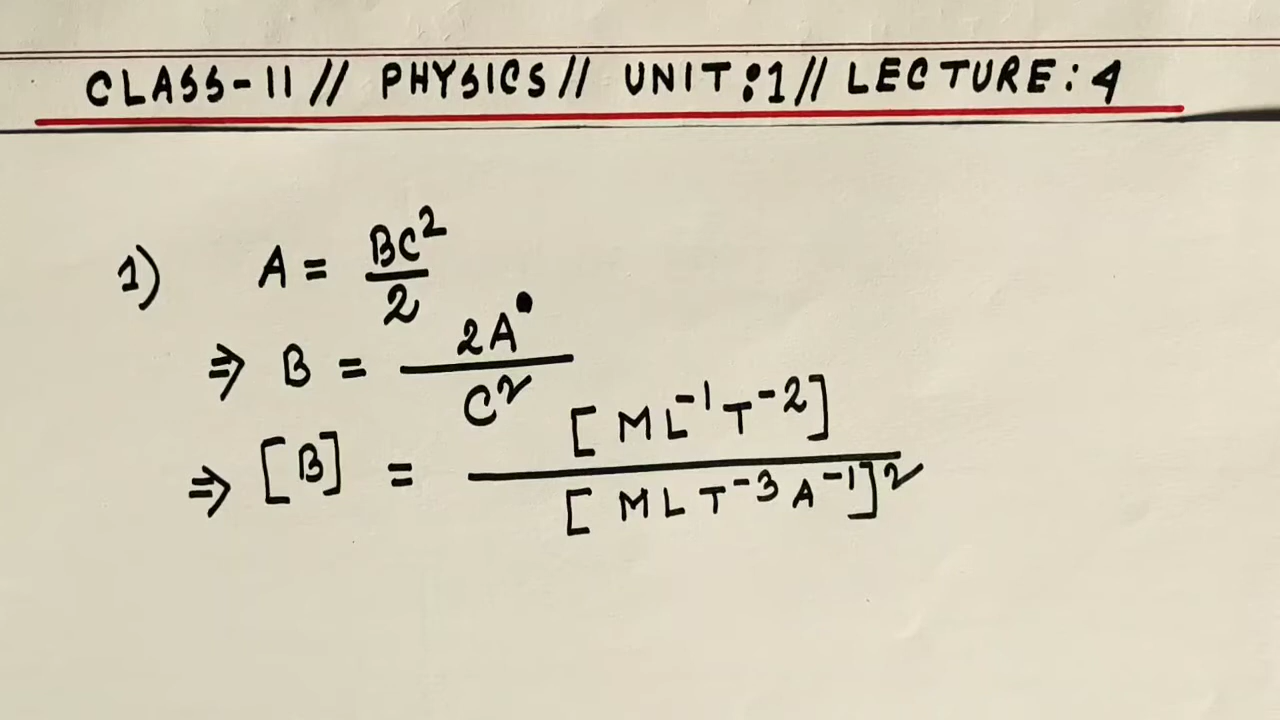 CLASS-11// PHYSICS// UNIT:1// LECTURE: 4
1) A = BC²/2
⇒ B = 2A/C²
⇒ [B] = [ML⁻¹T⁻²]/[MLT⁻³A⁻¹]²